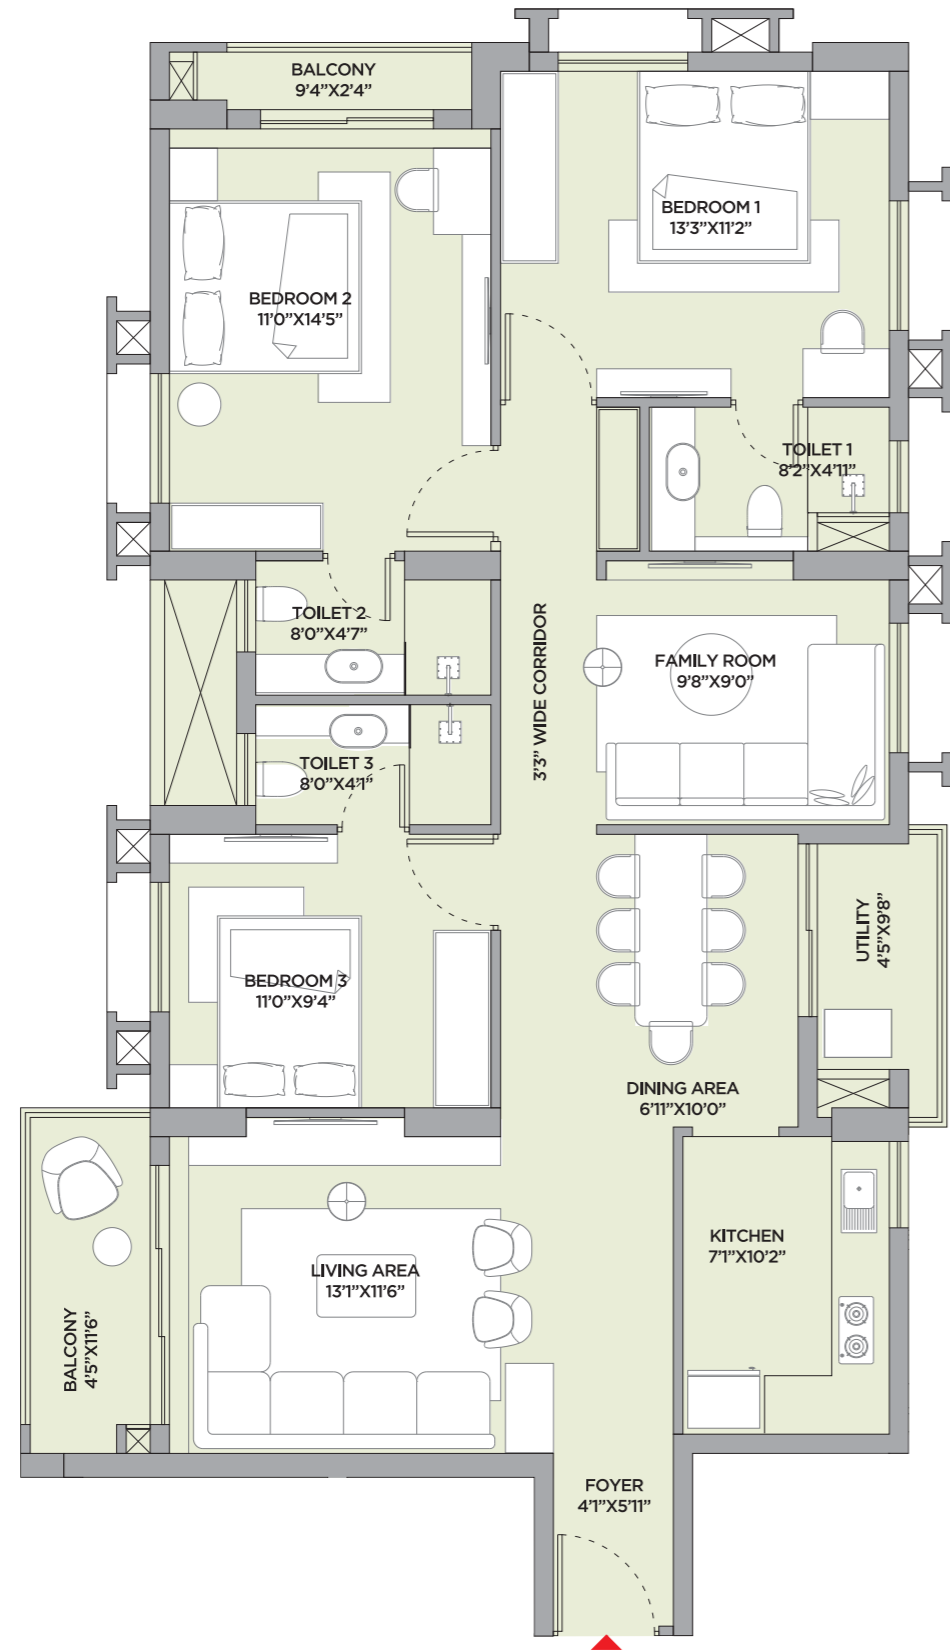 BALCONY
9'4"X2'4"
BEDROOM 1
13'3"X11'2"
BEDROOM 2
11'0"X14'5"
TOILET 1
8'2"X4'11"
TOILET 2
8'0"X4'7"
3'3" WIDE CORRIDOR
FAMILY ROOM
9'8"X9'0"
TOILET 3
8'0"X4'1"
UTILITY
4'5"X9'8"
BEDROOM 3
11'0"X9'4"
DINING AREA
6'11"X10'0"
KITCHEN
7'1"X10'2"
LIVING AREA
13'1"X11'6"
BALCONY
4'5"X11'6"
FOYER
4'1"X5'11"